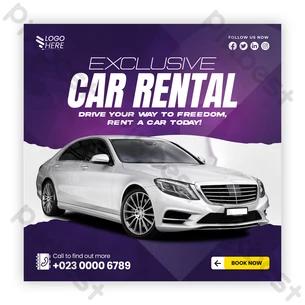 LOGO
HERE
FOLLOW US NOW
EXCLUSIVE
CAR RENTAL
DRIVE YOUR WAY TO FREEDOM,
RENT A CAR TODAY!
Call to find out more
+023 0000 6789
BOOK NOW